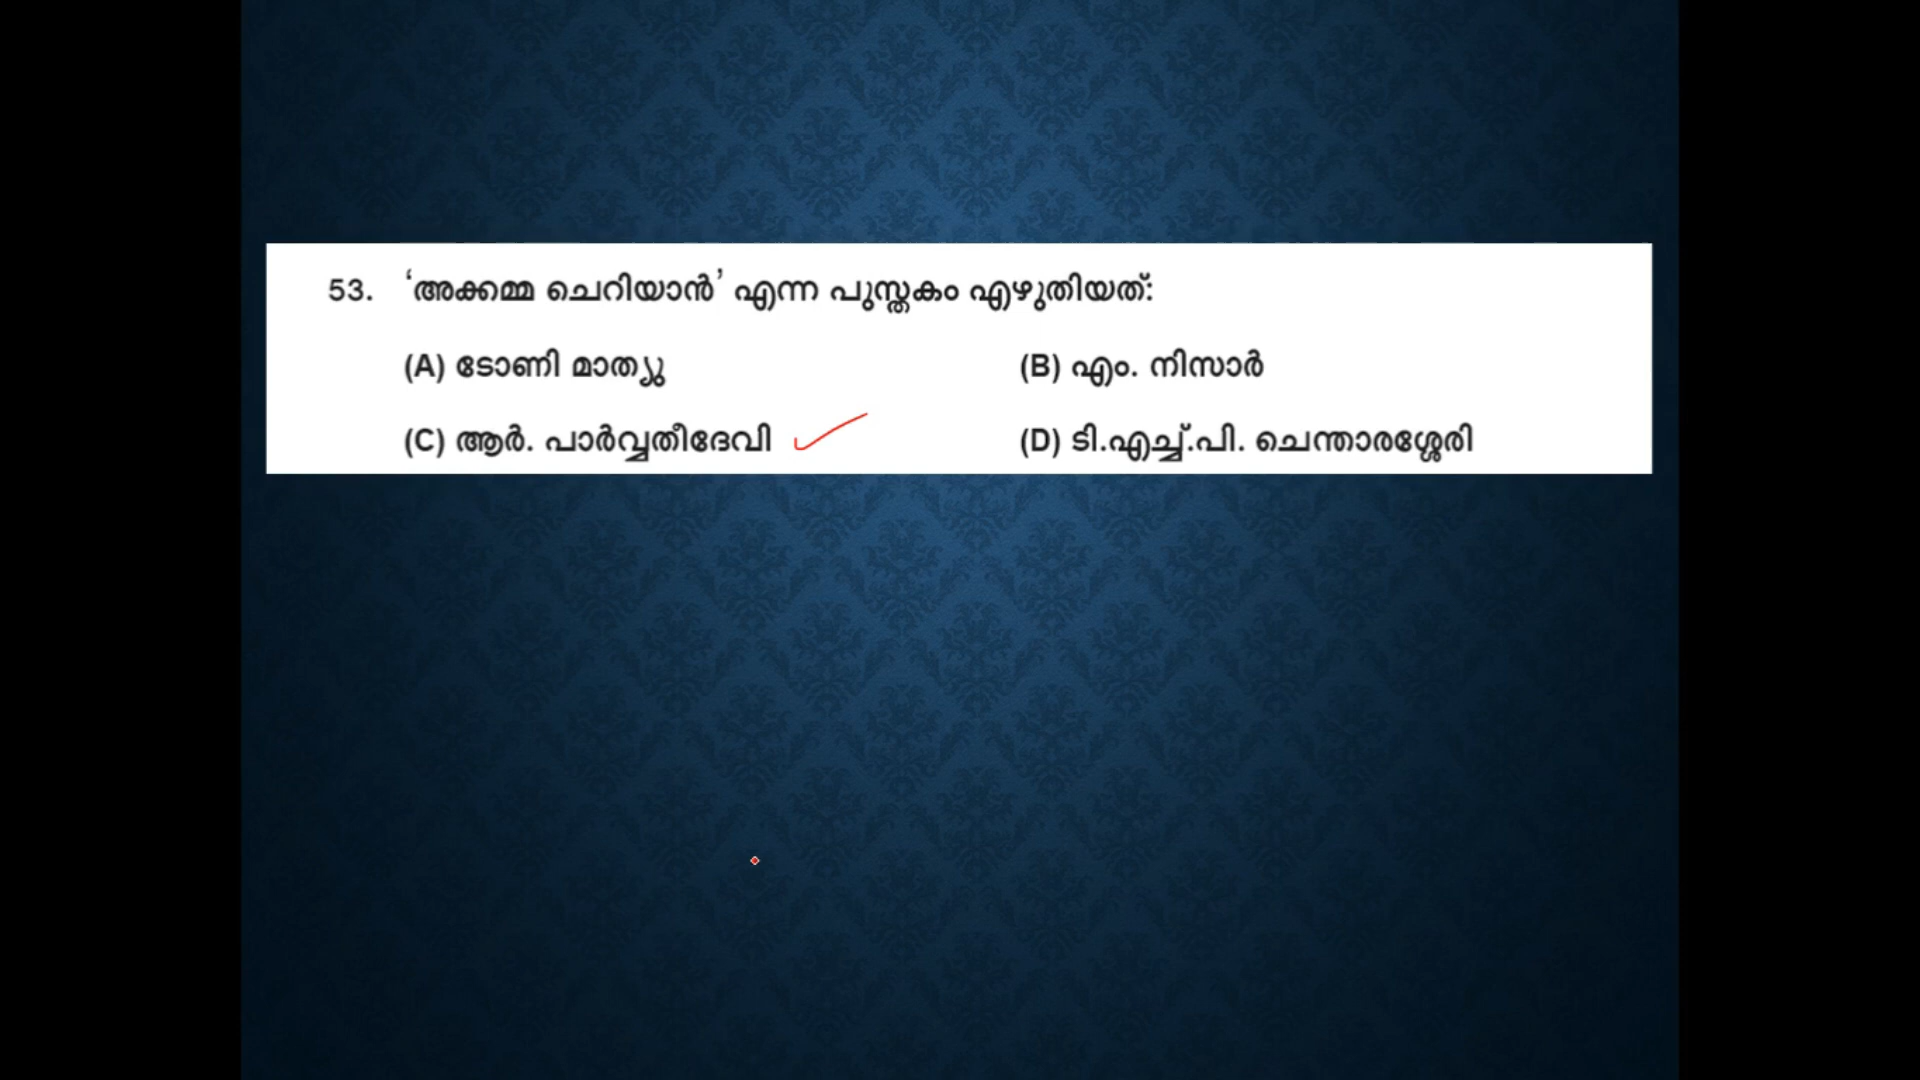 53. ‘അക്കമ്മ ചെറിയാൻ’ എന്ന പുസ്തകം എഴുതിയത്:
(A) ടോണി മാത്യു (B) എം. നിസാർ
(C) ആർ. പാർവ്വതീദേവി (D) ടി.എച്ച്.പി. ചെന്താരശ്ശേരി